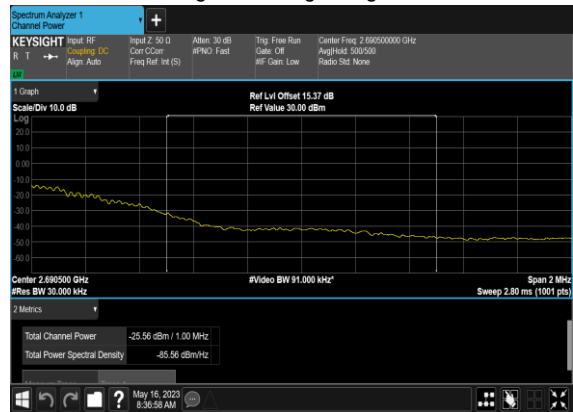 Spectrum Analyzer 1
Channel Power
KEYSIGHT
R T
LW
Input: RF
Coupling: DC
Align: Auto
Input Z: 50 Ω
Corr CCorr
Freq Ref: Int (S)
Atten: 30 dB
#PNO: Fast
Trig: Free Run
Gate: Off
#IF Gain: Low
Center Freq: 2.690500000 GHz
Avg|Hold: 500/500
Radio Std: None
1 Graph
Scale/Div 10.0 dB
Ref Lvl Offset 15.37 dB
Ref Value 30.00 dBm
Log
20.0
10.0
0.00
-10.0
-20.0
-30.0
-40.0
-50.0
-60.0
Center 2.690500 GHz
#Res BW 30.000 kHz
#Video BW 91.000 kHz*
Span 2 MHz
Sweep 2.80 ms (1001 pts)
2 Metrics
Total Channel Power -25.56 dBm / 1.00 MHz
Total Power Spectral Density -85.56 dBm/Hz
?
May 16, 2023
8:36:58 AM